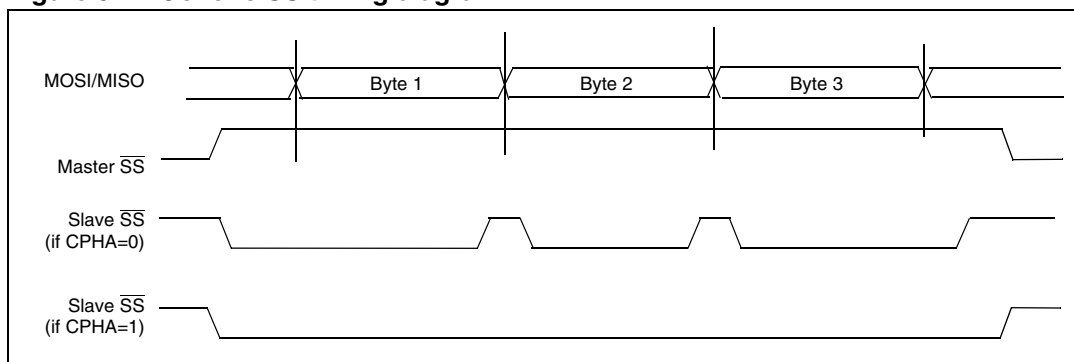 MOSI/MISO
Byte 1
Byte 2
Byte 3
Master SS
Slave SS
(if CPHA=0)
Slave SS
(if CPHA=1)